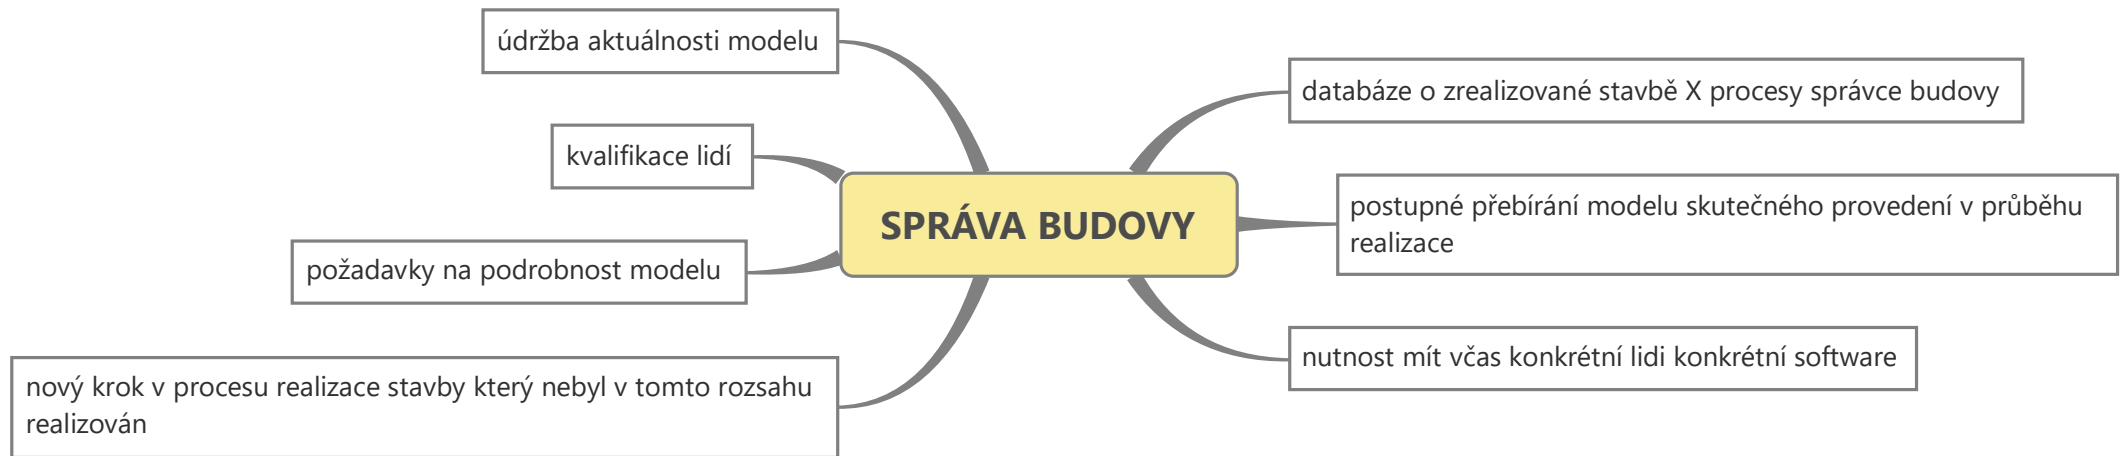 údržba aktuálnosti modelu
kvalifikace lidí
požadavky na podrobnost modelu
nový krok v procesu realizace stavby který nebyl v tomto rozsahu
realizován
SPRÁVA BUDOVY
databáze o zrealizované stavbě X procesy správce budovy
postupné přebírání modelu skutečného provedení v průběhu
realizace
nutnost mít včas konkrétní lidi konkrétní software